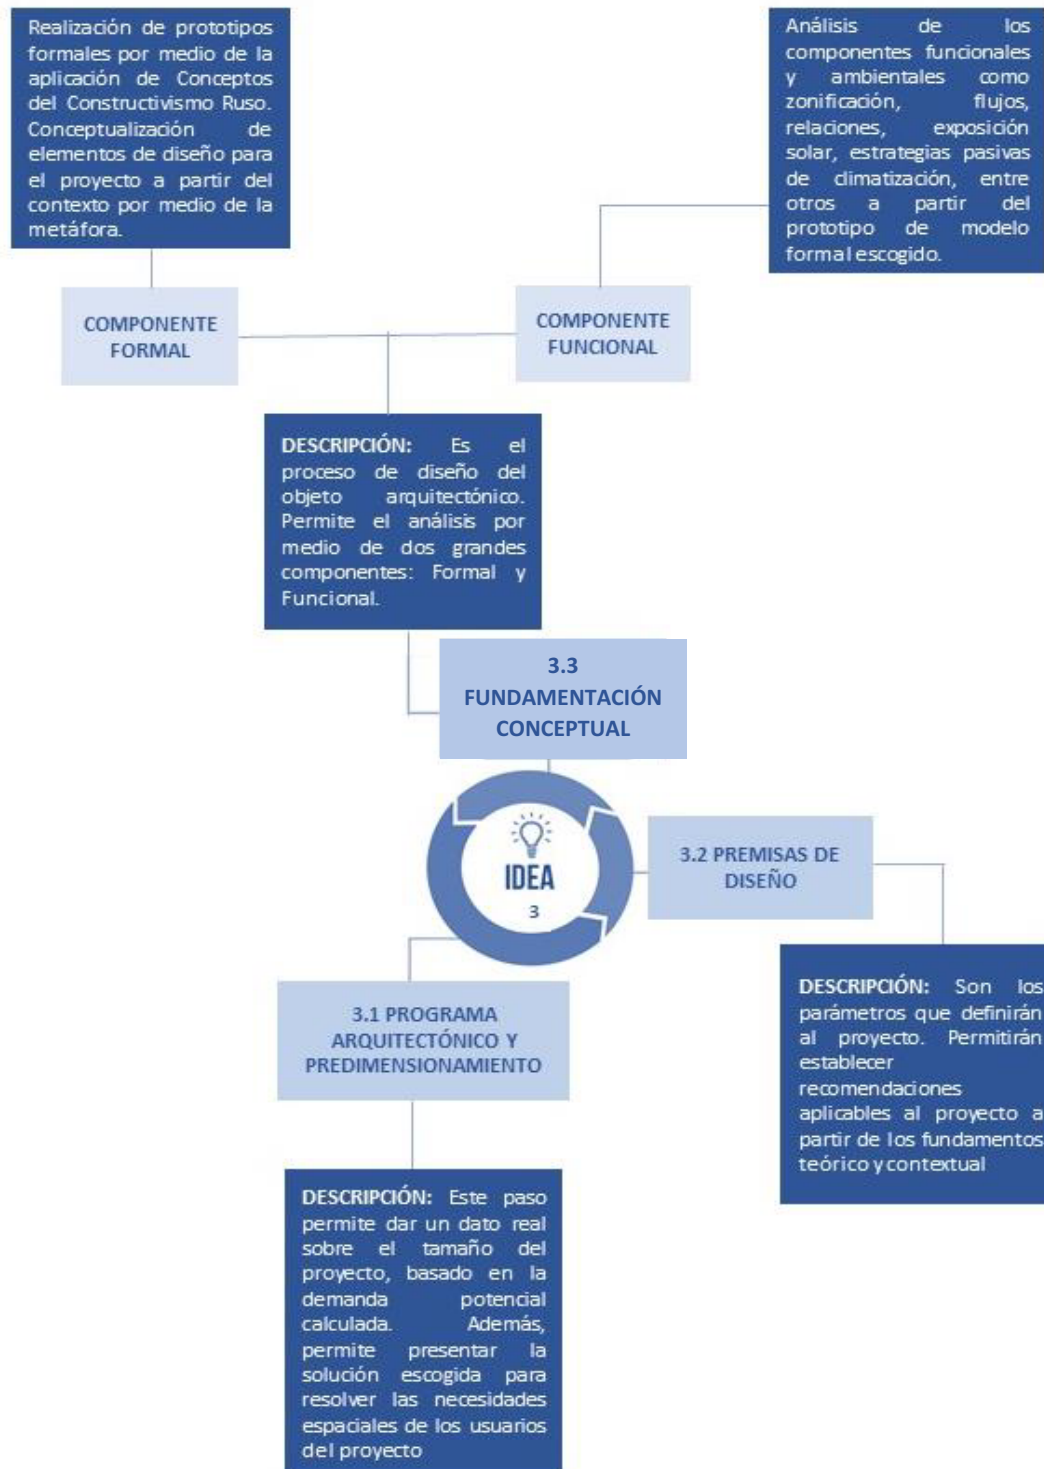 Realización de prototipos
formales por medio de la
aplicación de Conceptos
del Constructivismo Ruso.
Conceptualización de
elementos de diseño para
el proyecto a partir del
contexto por medio de la
metáfora.
Análisis de los
componentes funcionales
y ambientales como
zonificación, flujos,
relaciones, exposición
solar, estrategias pasivas
de climatización, entre
otros a partir del
prototipo de modelo
formal escogido.
COMPONENTE
FORMAL
COMPONENTE
FUNCIONAL
DESCRIPCIÓN: Es el
proceso de diseño del
objeto arquitectónico.
Permite el análisis por
medio de dos grandes
componentes: Formal y
Funcional.
3.3
FUNDAMENTACIÓN
CONCEPTUAL
IDEA
3
3.2 PREMISAS DE
DISEÑO
3.1 PROGRAMA
ARQUITECTÓNICO Y
PREDIMENSIONAMIENTO
DESCRIPCIÓN: Son los
parámetros que definirán
al proyecto. Permitirán
establecer
recomendaciones
aplicables al proyecto a
partir de los fundamentos
teórico y contextual
DESCRIPCIÓN: Este paso
permite dar un dato real
sobre el tamaño del
proyecto, basado en la
demanda potencial
calculada. Además,
permite presentar la
solución escogida para
resolver las necesidades
espaciales de los usuarios
del proyecto